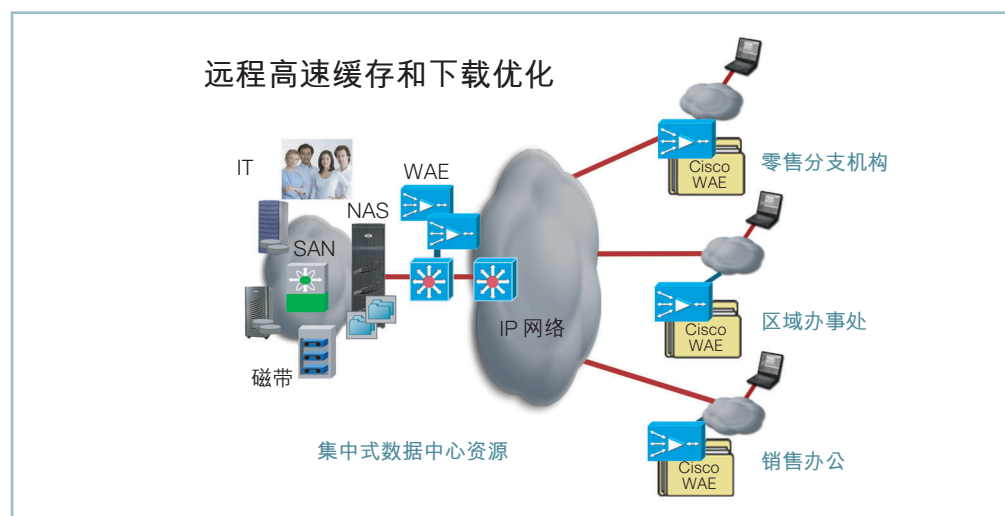 远程高速缓存和下载优化
IT
WAE
NAS
SAN
磁带
IP 网络
集中式数据中心资源
Cisco
WAE
零售分支机构
Cisco
WAE
区域办事处
Cisco
WAE
销售办公